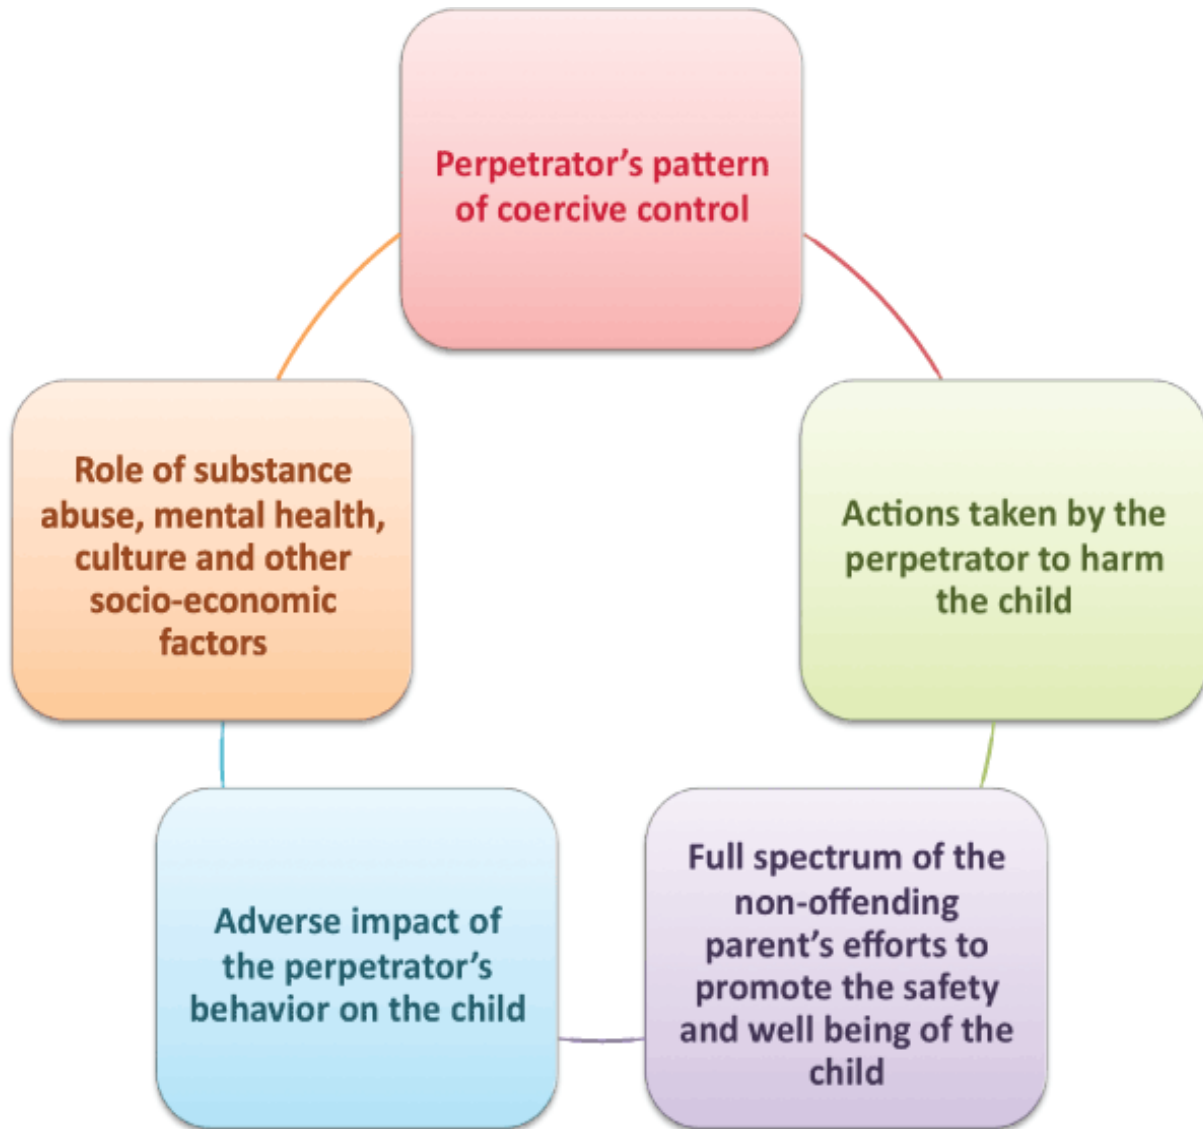 Perpetrator’s pattern
of coercive control
Actions taken by the
perpetrator to harm
the child
Full spectrum of the
non-offending
parent’s efforts to
promote the safety
and well being of the
child
Adverse impact of
the perpetrator’s
behavior on the child
Role of substance
abuse, mental health,
culture and other
socio-economic
factors